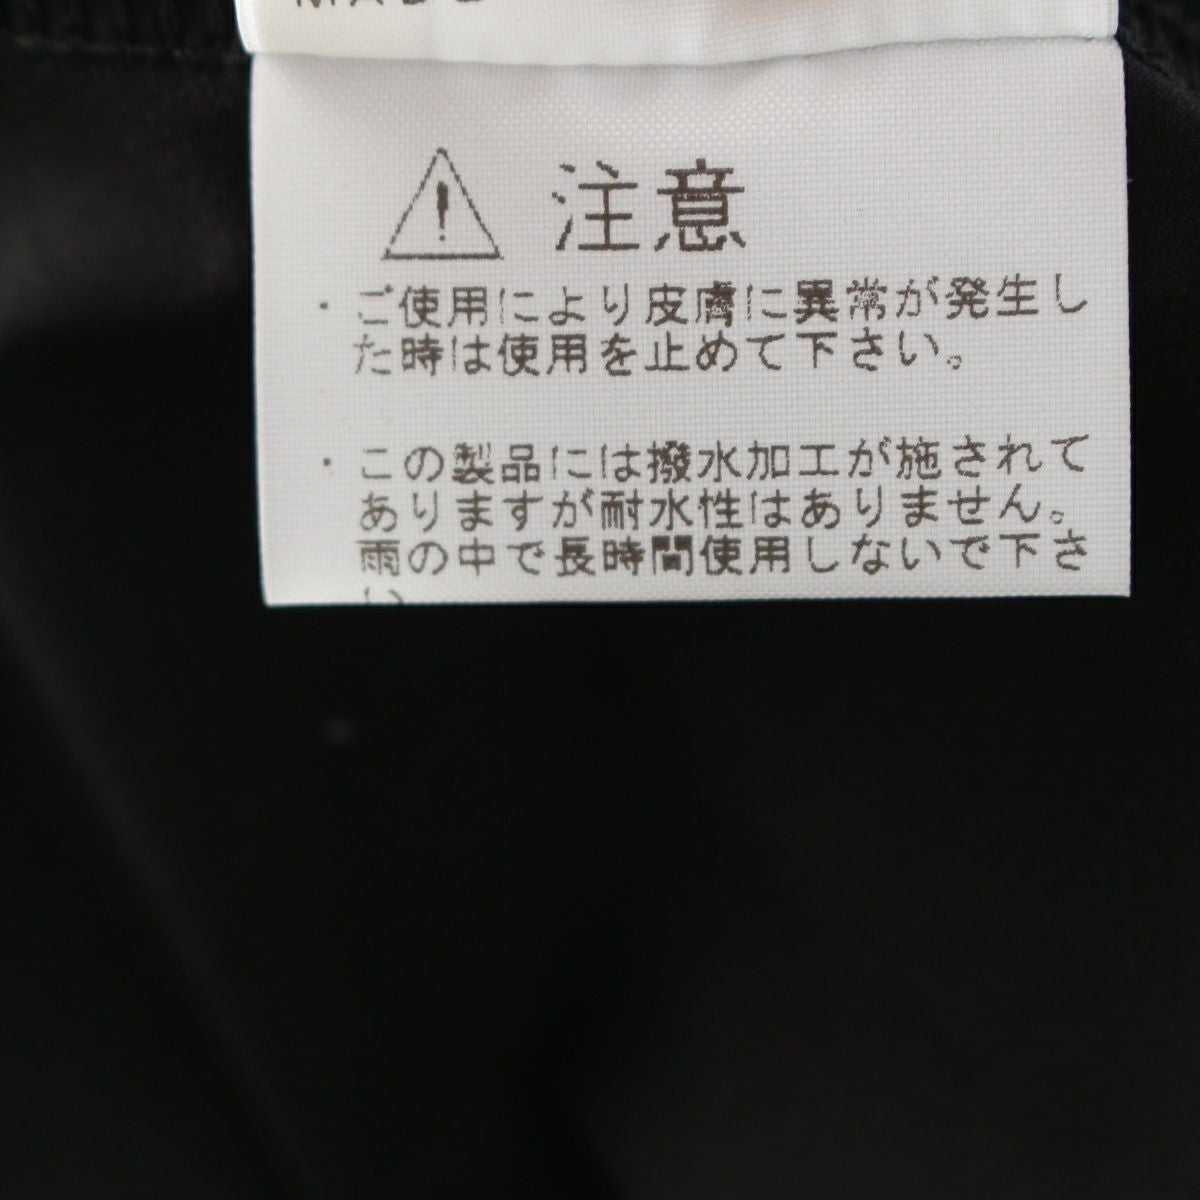 注意
・ご使用により皮膚に異常が発生し
た時は使用を止めて下さい。
・この製品には撥水加工が施されて
ありますが耐水性はありません。
雨の中で長時間使用しないで下さ
い